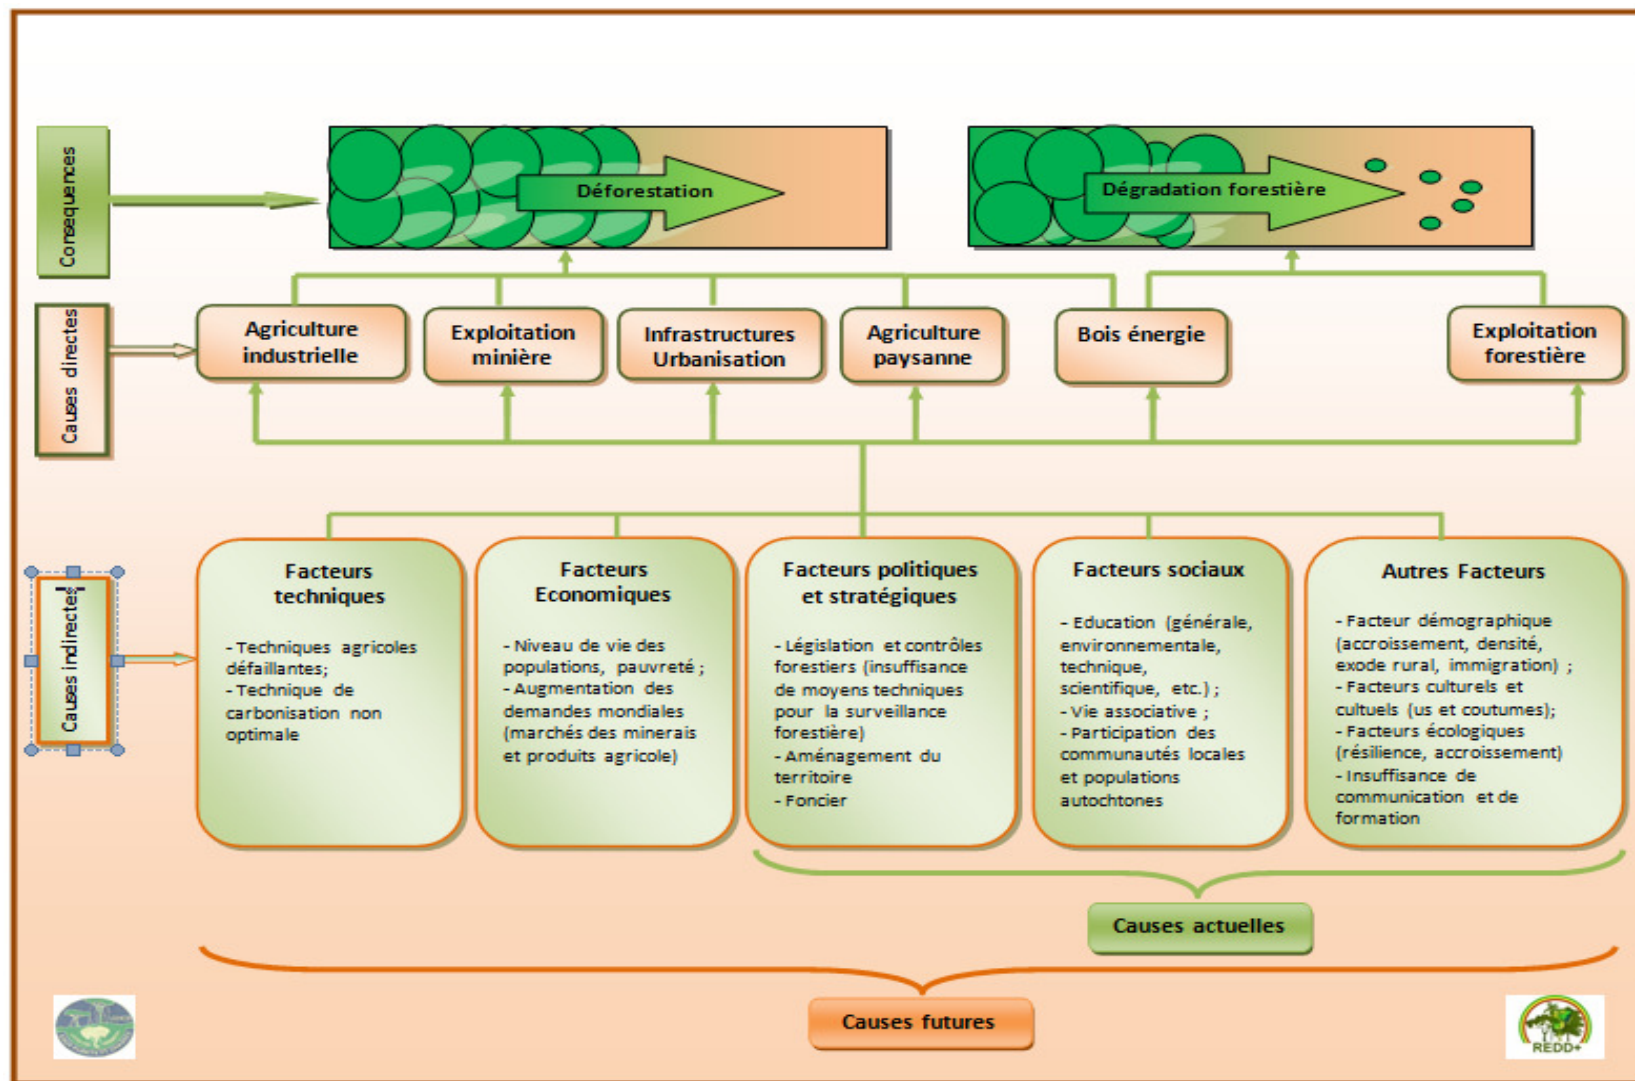 Consequences
Déforestation
Dégradation forestière
Causes directes
Agriculture
industrielle
Exploitation
minière
Infrastructures
Urbanisation
Agriculture
paysanne
Bois énergie
Exploitation
forestière
Causes indirectes
Facteurs
techniques
- Techniques agricoles
défaillantes;
- Technique de
carbonisation non
optimale
Facteurs
Economiques
- Niveau de vie des
populations, pauvreté ;
- Augmentation des
demandes mondiales
(marchés des minerais
et produits agricole)
Facteurs politiques
et stratégiques
- Législation et contrôles
forestiers (insuffisance
de moyens techniques
pour la surveillance
forestière)
- Aménagement du
territoire
- Foncier
Facteurs sociaux
- Education (générale,
environnementale,
technique,
scientifique, etc.) ;
- Vie associative ;
- Participation des
communautés locales
et populations
autochtones
Autres Facteurs
- Facteur démographique
(accroissement, densité,
exode rural, immigration) ;
- Facteurs culturels et
cultuels (us et coutumes);
- Facteurs écologiques
(résilience, accroissement)
- Insuffisance de
communication et de
formation
Causes actuelles
Causes futures
REDD+